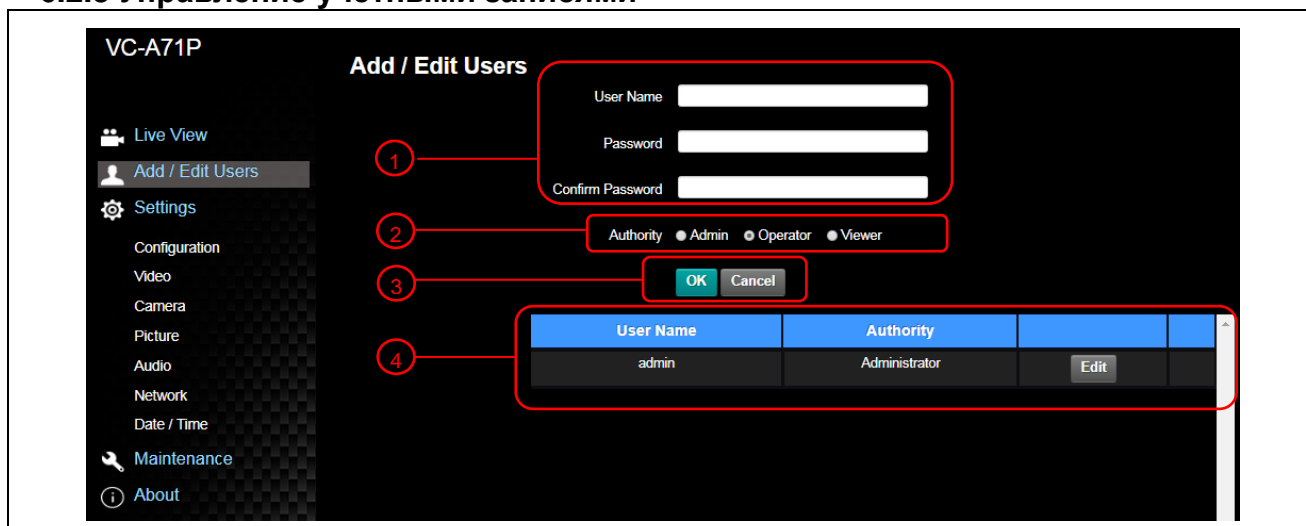 VC-A71P
Add / Edit Users
User Name
Password
Confirm Password
1
Live View
Add / Edit Users
Settings
Configuration
Video
Camera
Picture
Audio
Network
Date / Time
Maintenance
About
2
Authority Admin Operator Viewer
3
OK Cancel
4
User Name Authority
admin Administrator Edit